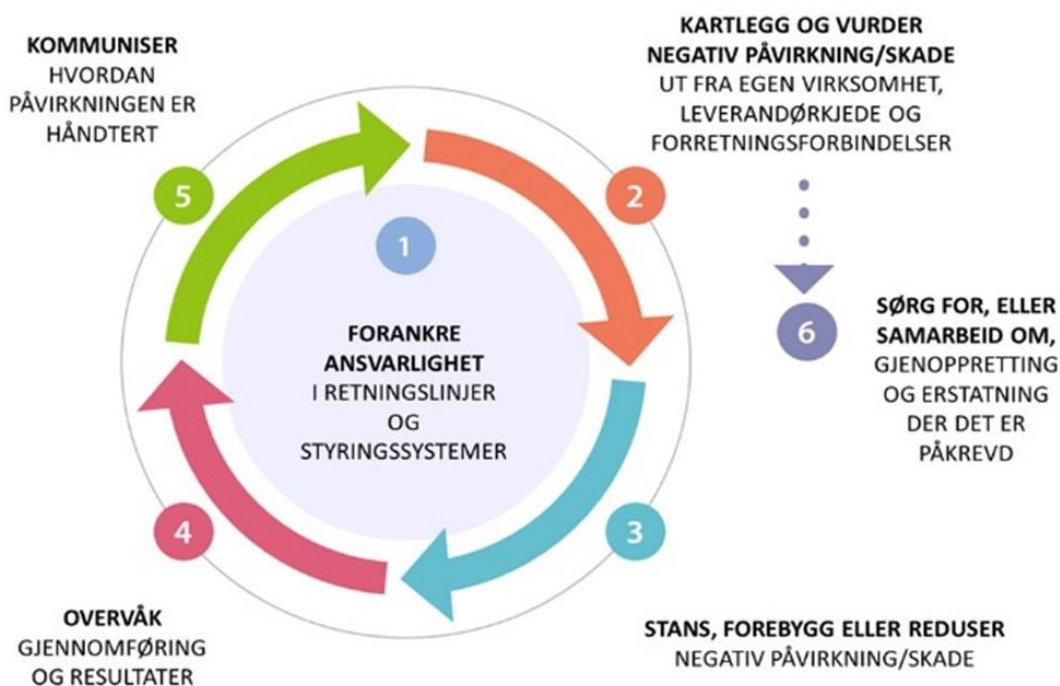 1
FORANKRE
ANSVARLIGHET
I RETNINGSLINJER
OG
STYRINGSSYSTEMER
2
KARTLEGG OG VURDER
NEGATIV PÅVIRKNING/SKADE
UT FRA EGEN VIRKSOMHET,
LEVERANDØRKJEDE OG
FORRETNINGSFORBINDELSER
3
STANS, FOREBYGG ELLER REDUSER
NEGATIV PÅVIRKNING/SKADE
4
OVERVÅK
GJENNOMFØRING
OG RESULTATER
5
KOMMUNISER
HVORDAN
PÅVIRKNINGEN ER
HÅNDTERT
6
SØRG FOR, ELLER
SAMARBEID OM,
GJENOPPRETTING
OG ERSTATNING
DER DET ER
PÅKREVD